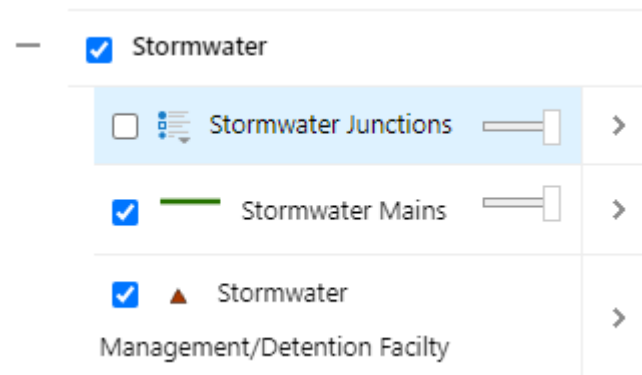 Stormwater
Stormwater Junctions
Stormwater Mains
Stormwater
Management/Detention Facilty